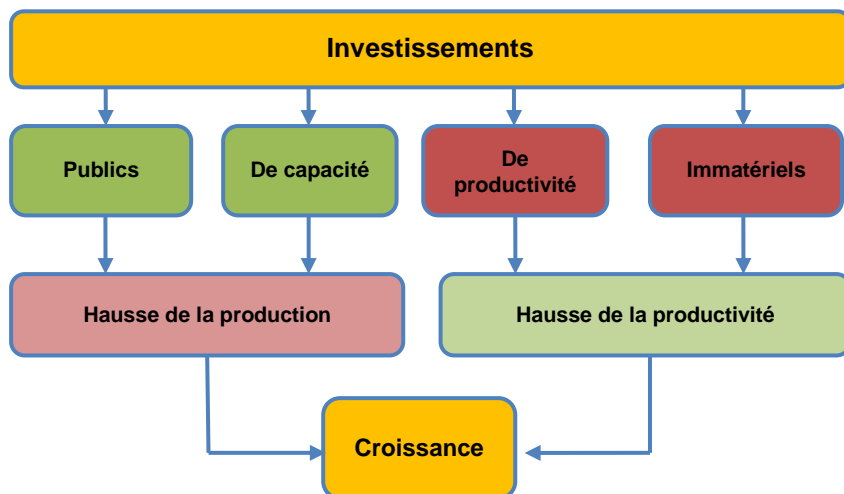 Investissements
Publics
De capacité
De
productivité
Immatériels
Hausse de la production
Hausse de la productivité
Croissance